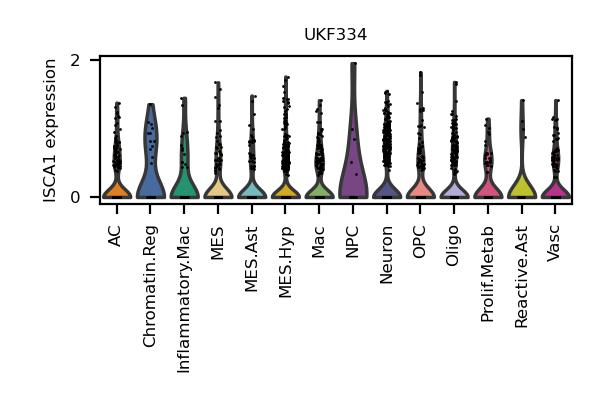 UKF334
ISCA1 expression
2
0
AC
Chromatin.Reg
Inflammatory.Mac
MES
MES.Ast
MES.Hyp
Mac
NPC
Neuron
OPC
Oligo
Prolif.Metab
Reactive.Ast
Vasc